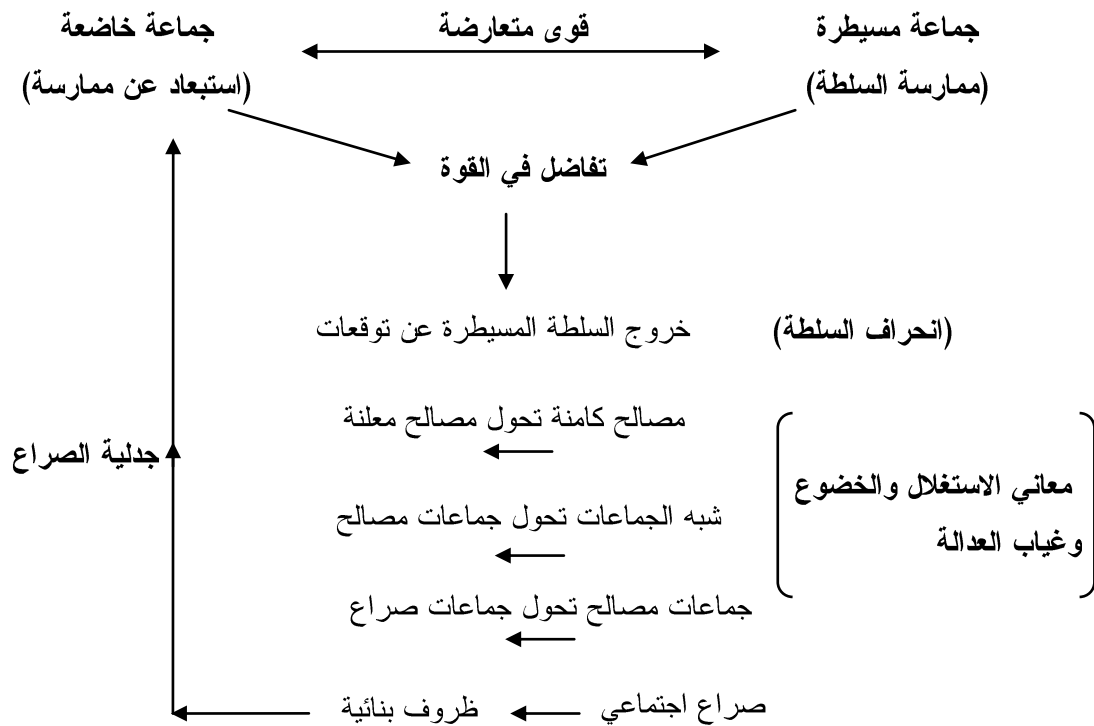 جماعة مسيطرة
قوى متعارضة
جماعة خاضعة
(ممارسة السلطة)
(استبعاد عن ممارسة)
تفاضل في القوة
(انحراف السلطة)
خروج السلطة المسيطرة عن توقعات
مصالح كامنة تحول مصالح معلنة
معاني الاستغلال والخضوع
وغياب العدالة
جدلية الصراع
شبه الجماعات تحول جماعات مصالح
جماعات مصالح تحول جماعات صراع
صراع اجتماعي
ظروف بنائية